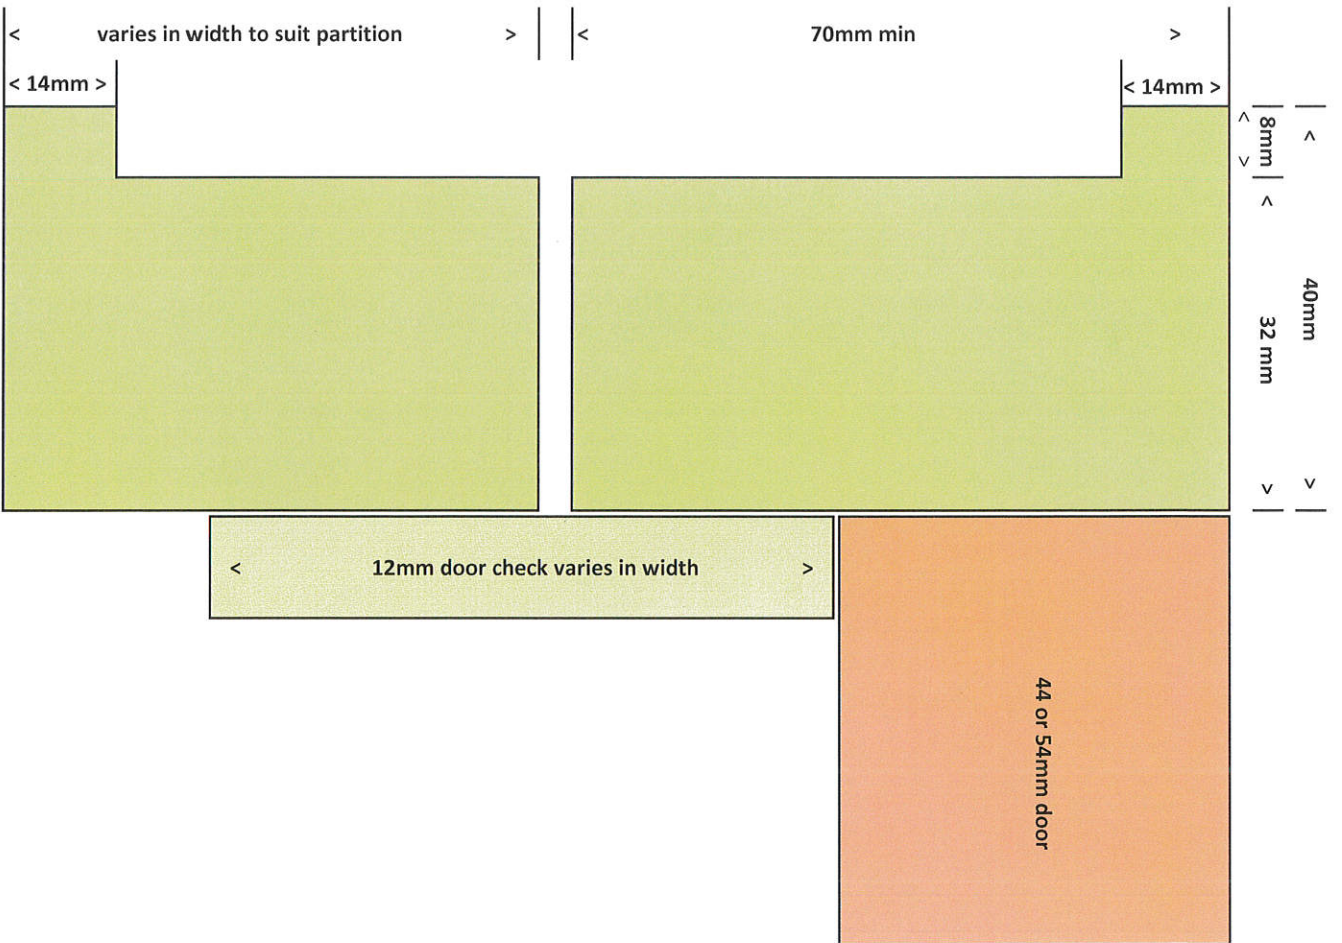 < varies in width to suit partition >
< 70mm min >
< 14mm >
< 14mm >
< 8mm >
< 32 mm >
< 40mm >
< 12mm door check varies in width >
44 or 54mm door